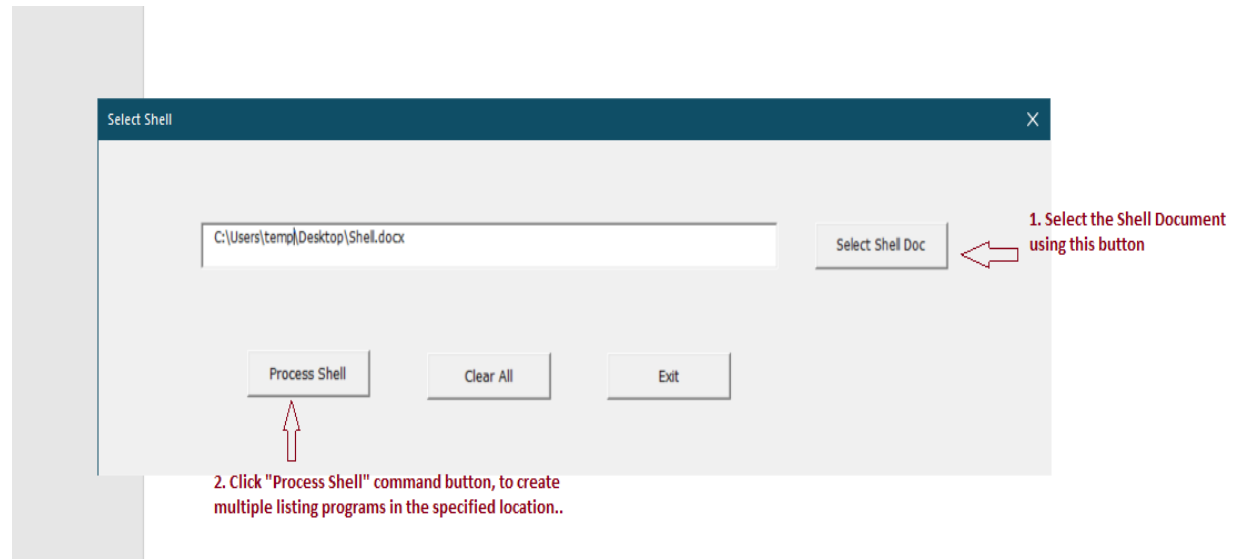 Select Shell
X
1. Select the Shell Document
using this button
C:\Users\temp\Desktop\Shell.docx
Select Shell Doc
Process Shell
Clear All
Exit
2. Click "Process Shell" command button, to create
multiple listing programs in the specified location..